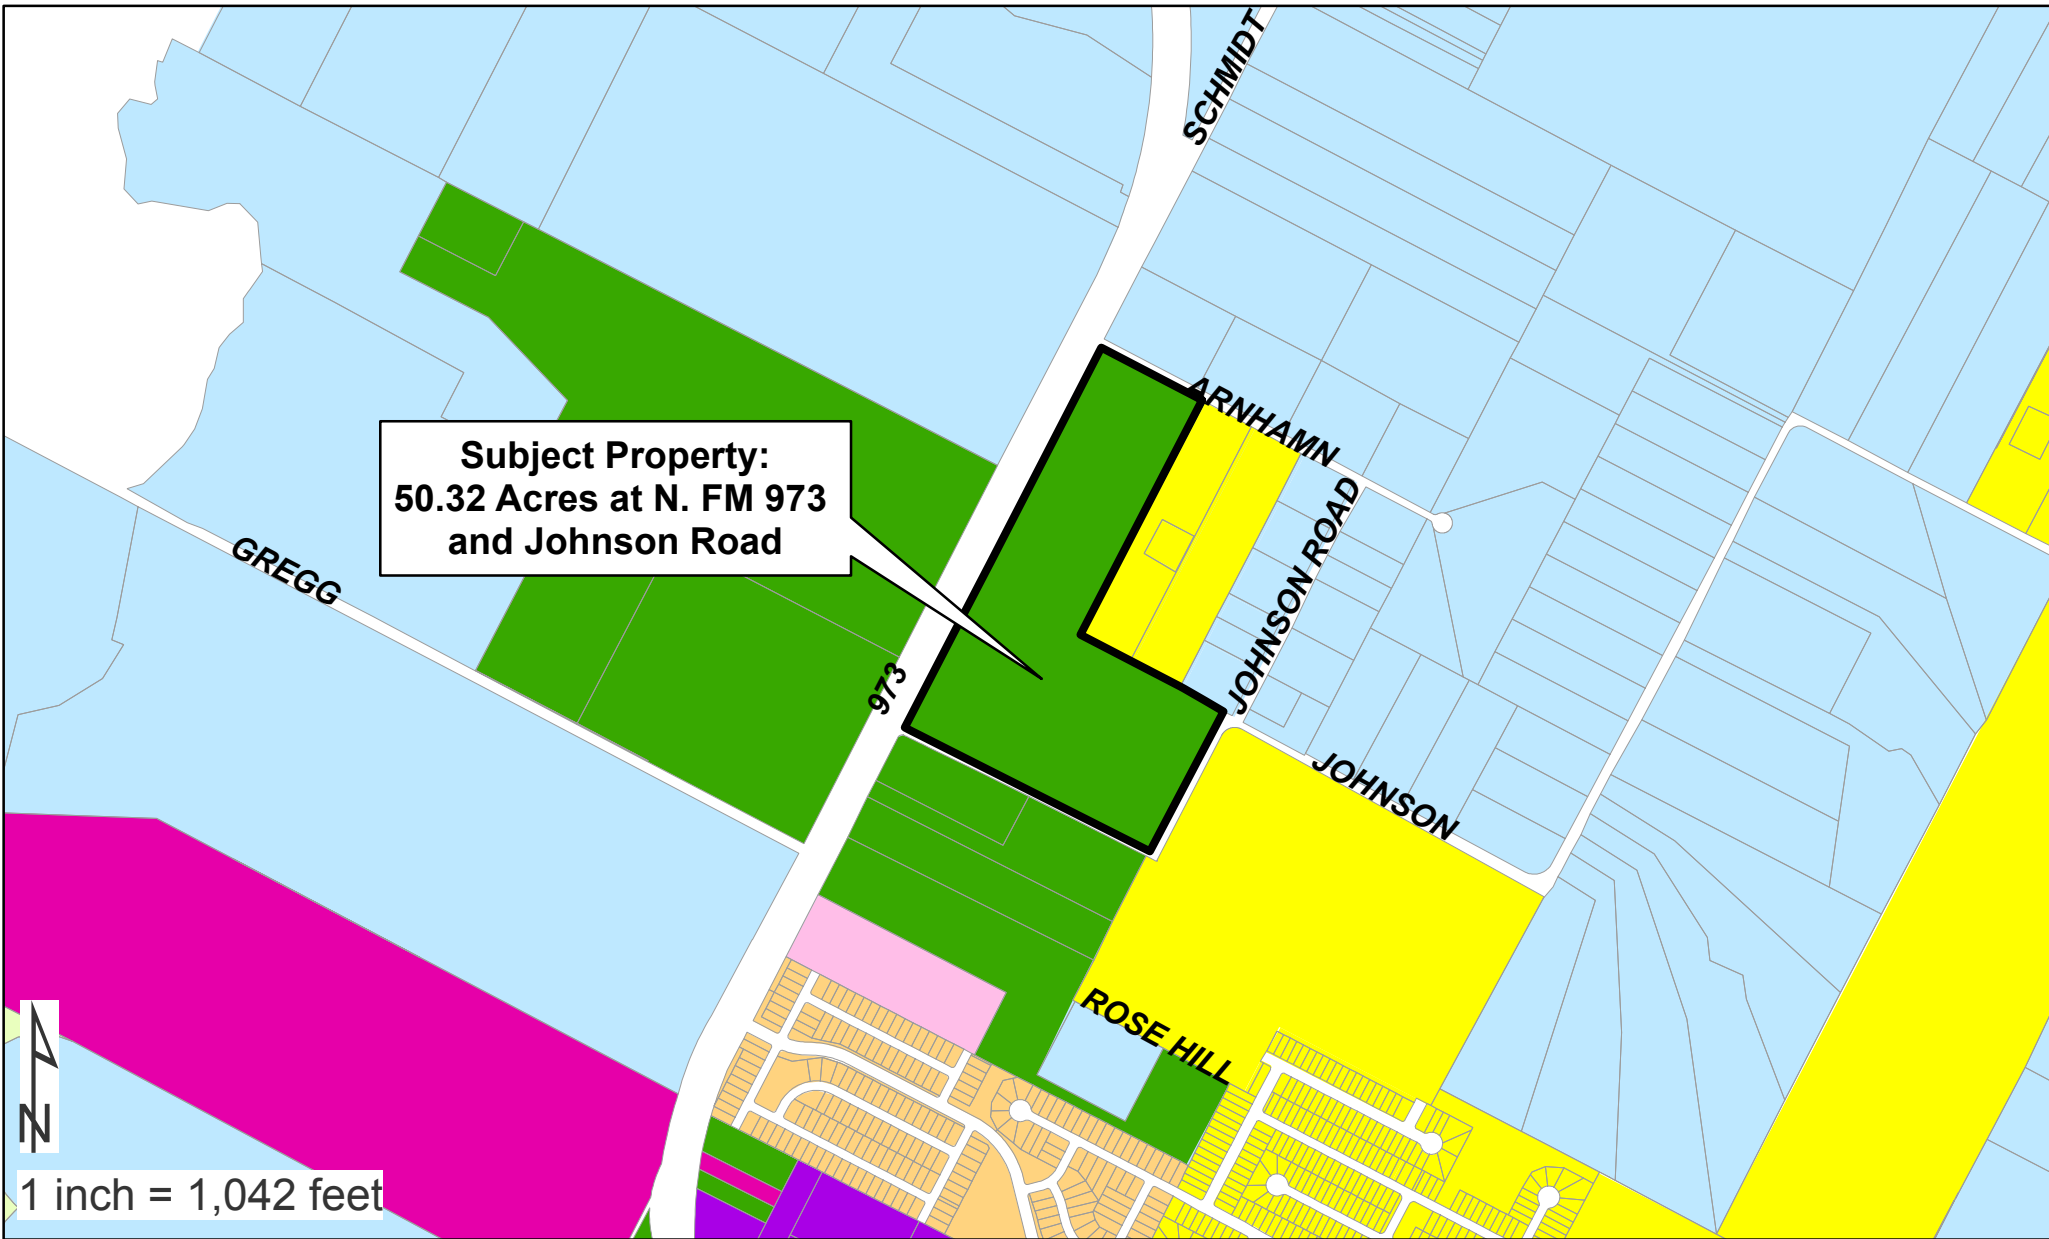 SCHMIDT
ARNHAMN
Subject Property:
50.32 Acres at N. FM 973
and Johnson Road
JOHNSON ROAD
GREGG
973
JOHNSON
ROSE HILL
N
1 inch = 1,042 feet